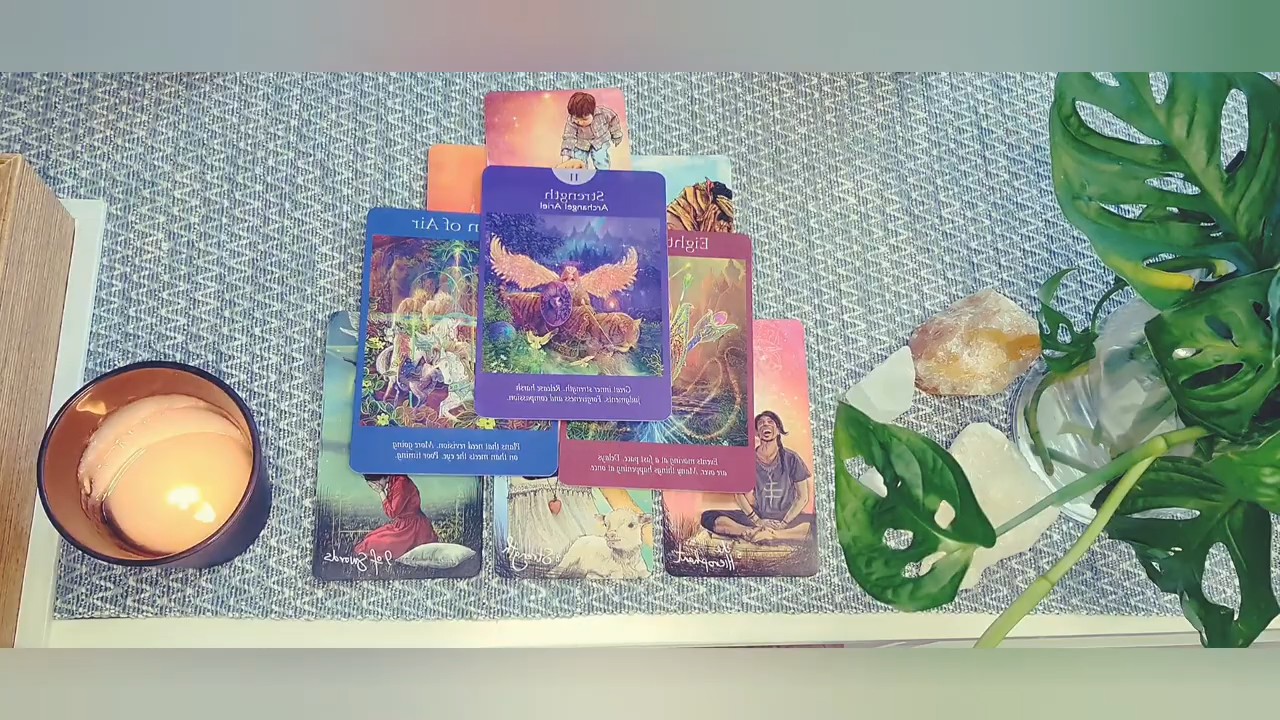 11
Strength
Archangel Ariel
Great inner strength. Release harsh
judgments. Forgiveness and compassion.
n of Air
Plans that need revision. More going
on than meets the eye. Poor timing.
Eight
Events moving at a fast pace. Delays
are over. Many things happening at once.
9 of Swords
Strength
The Hierophant